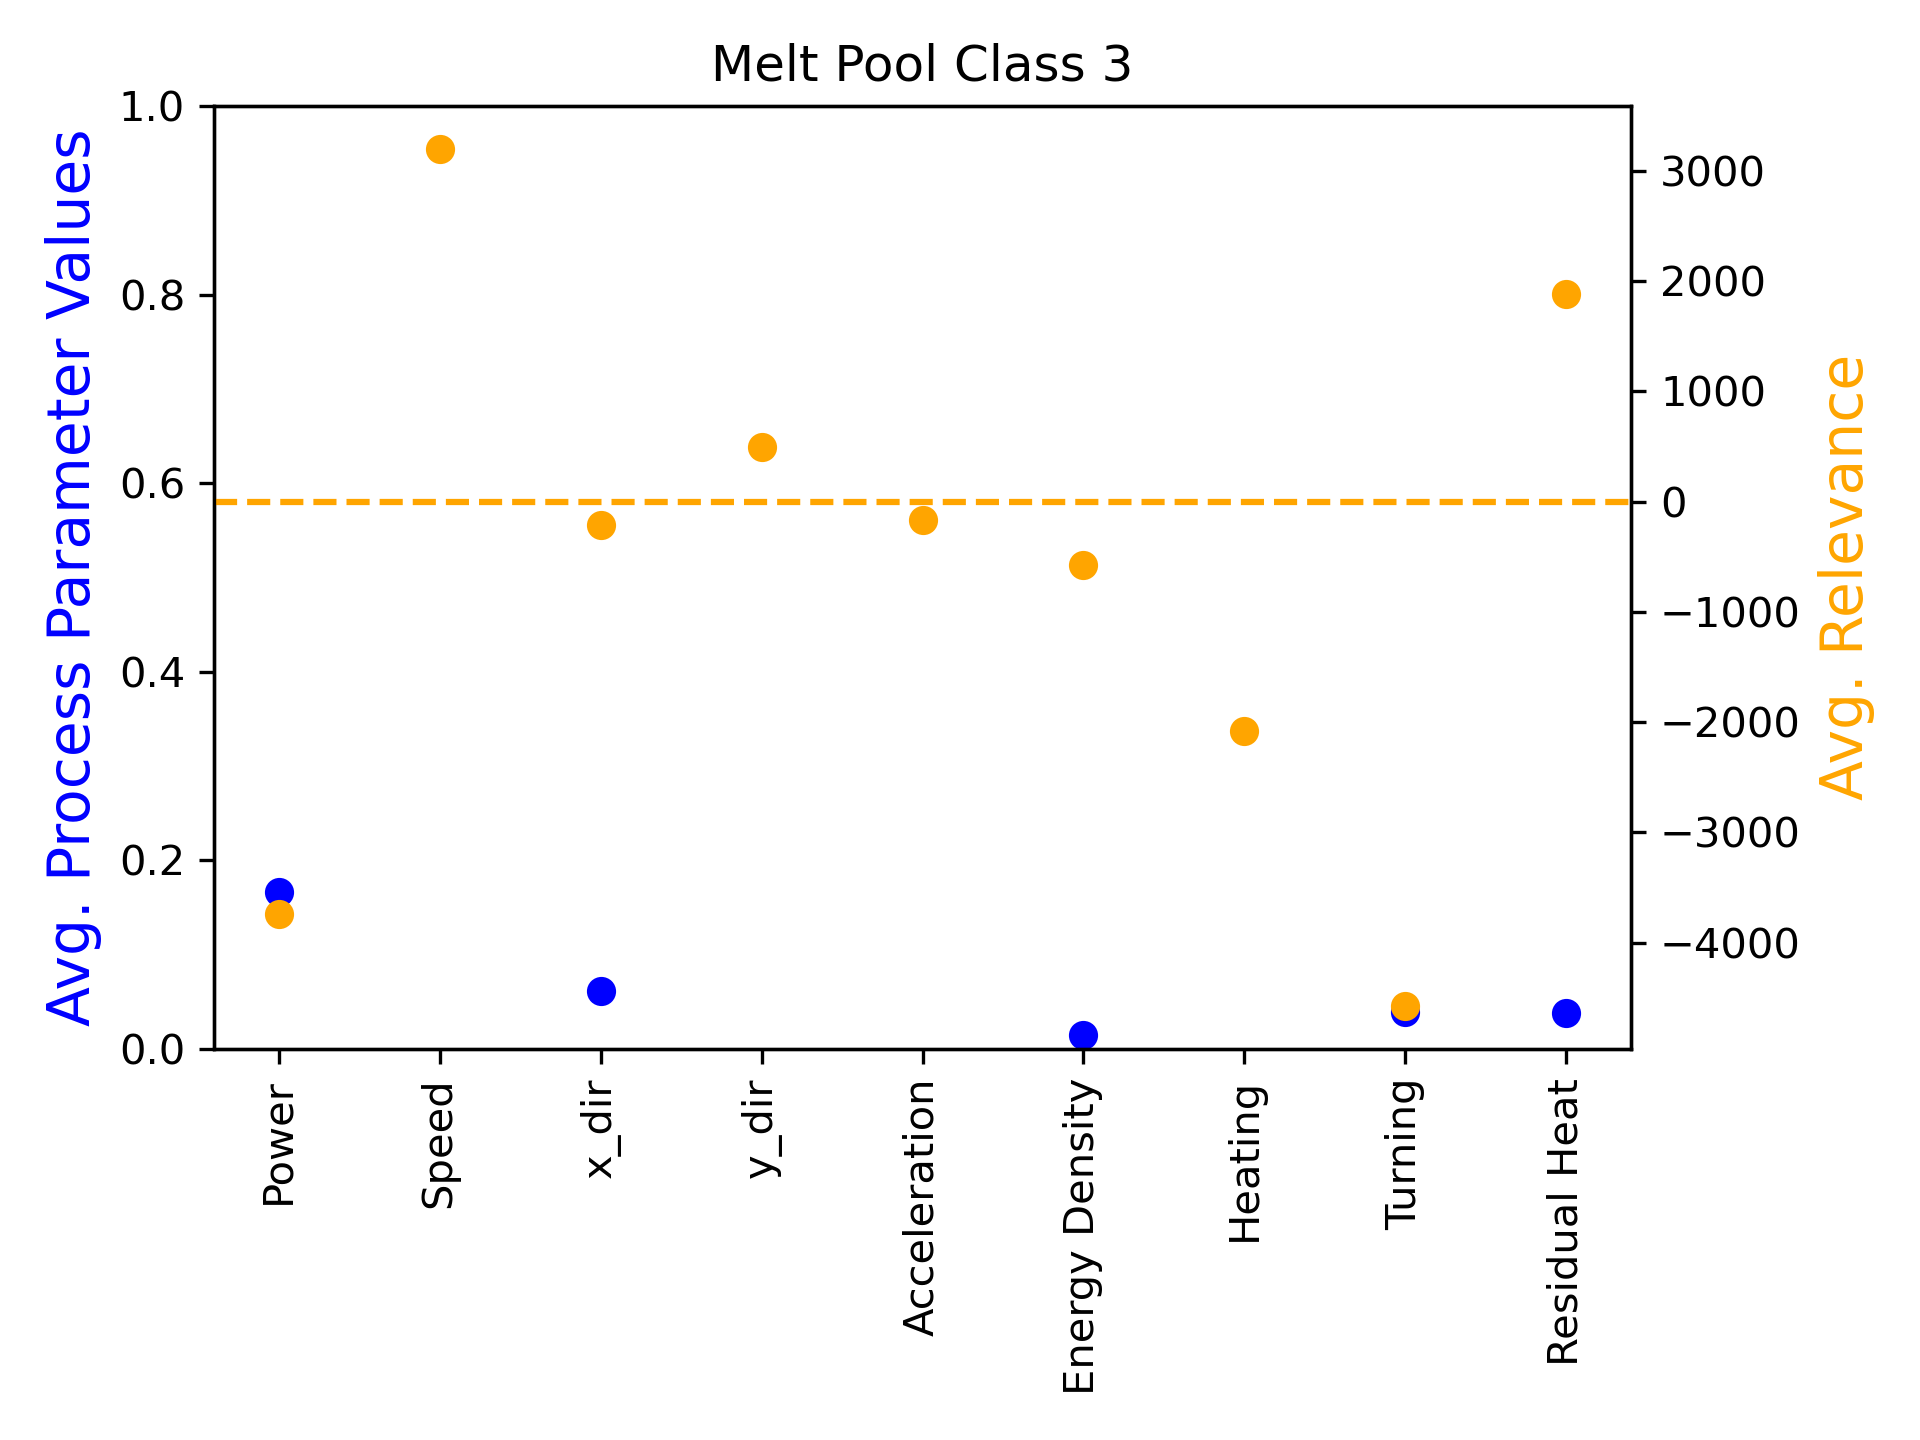 Melt Pool Class 3
Avg. Process Parameter Values
1.0
0.8
0.6
0.4
0.2
0.0
3000
2000
1000
0
−1000
−2000
−3000
−4000
Avg. Relevance
Power
Speed
x_dir
y_dir
Acceleration
Energy Density
Heating
Turning
Residual Heat